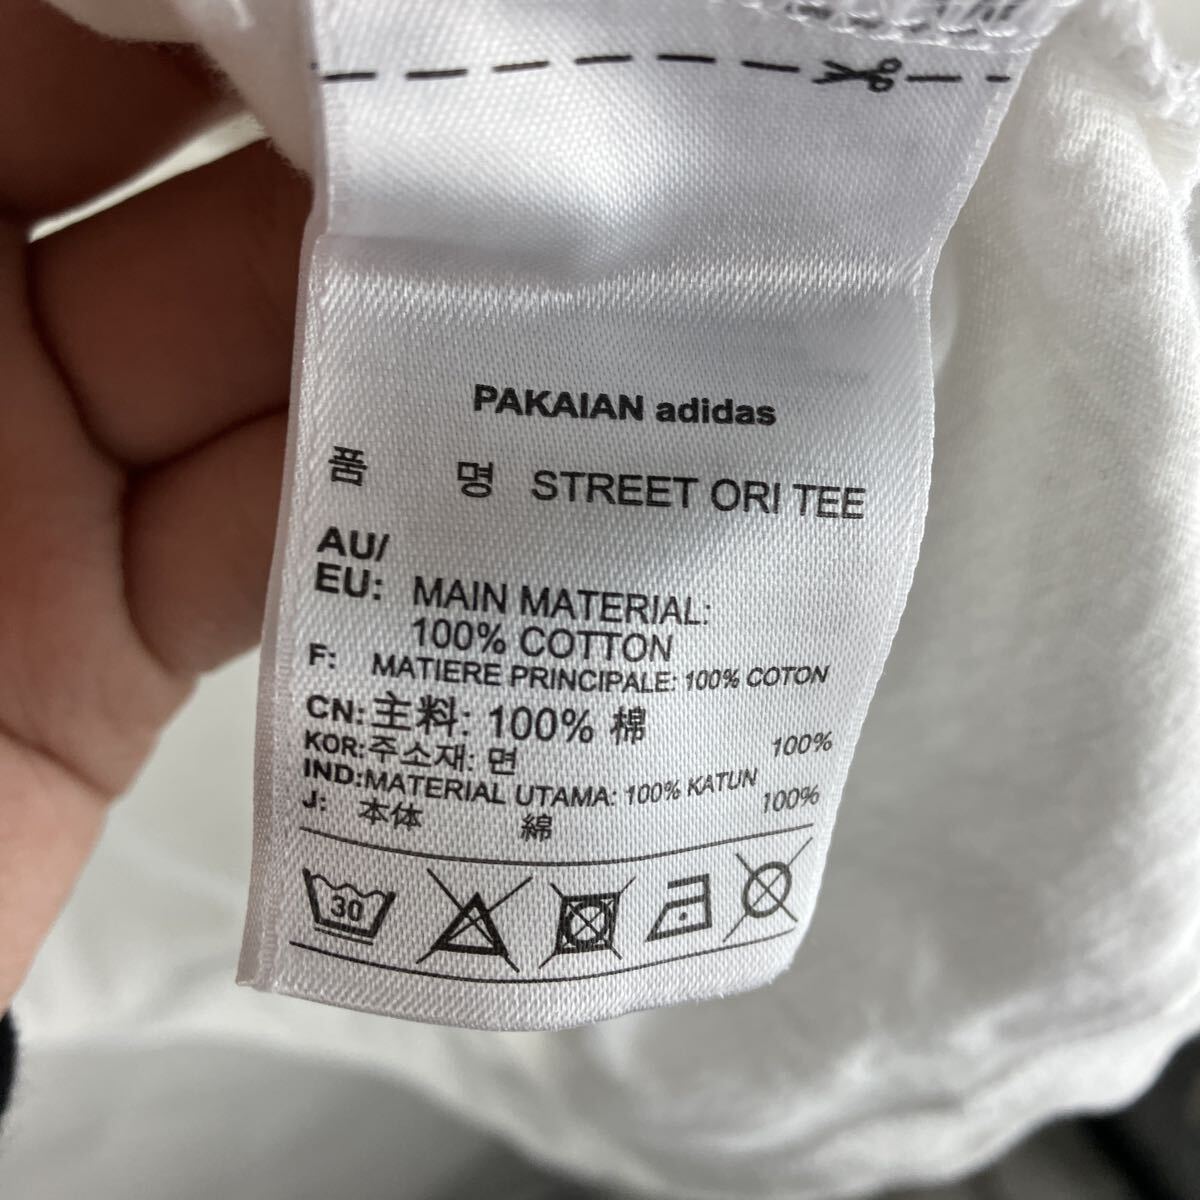 PAKAIAN adidas
품 명 STREET ORI TEE
AU/
EU: MAIN MATERIAL:
100% COTTON
F: MATIERE PRINCIPALE: 100% COTON
CN:主料: 100% 棉
KOR:주소재: 면 100%
IND:MATERIAL UTAMA: 100% KATUN
J: 本体 綿 100%
30